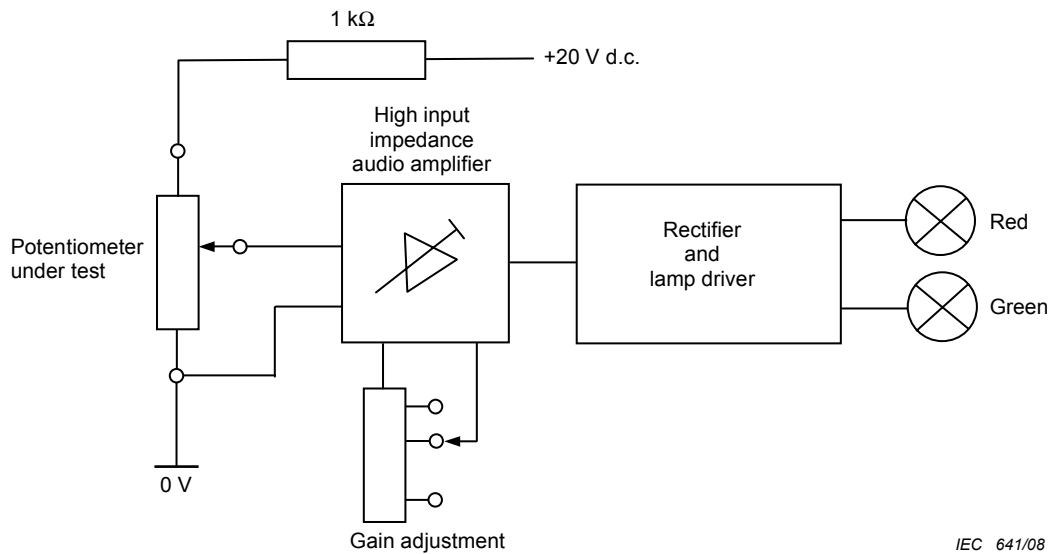 1 kΩ
+20 V d.c.
High input
impedance
audio amplifier
Potentiometer
under test
Rectifier
and
lamp driver
Red
Green
0 V
Gain adjustment
IEC 641/08